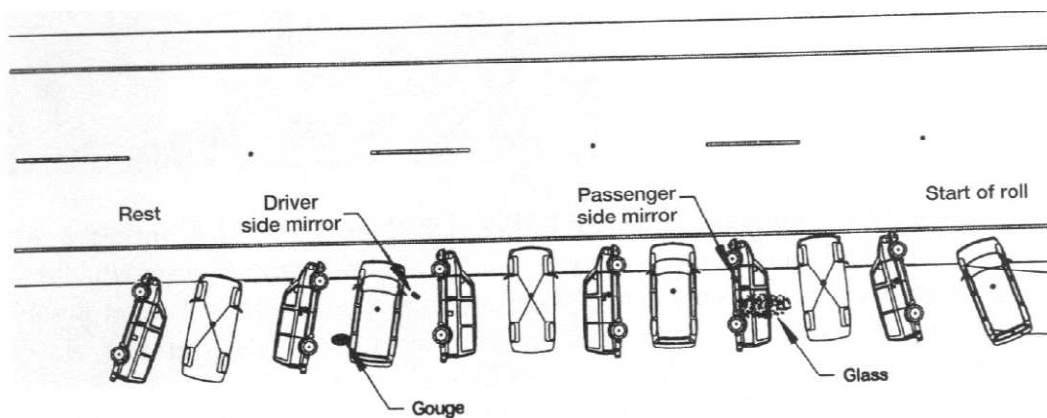 Rest
Driver
side mirror
Passenger
side mirror
Start of roll
Glass
Gouge